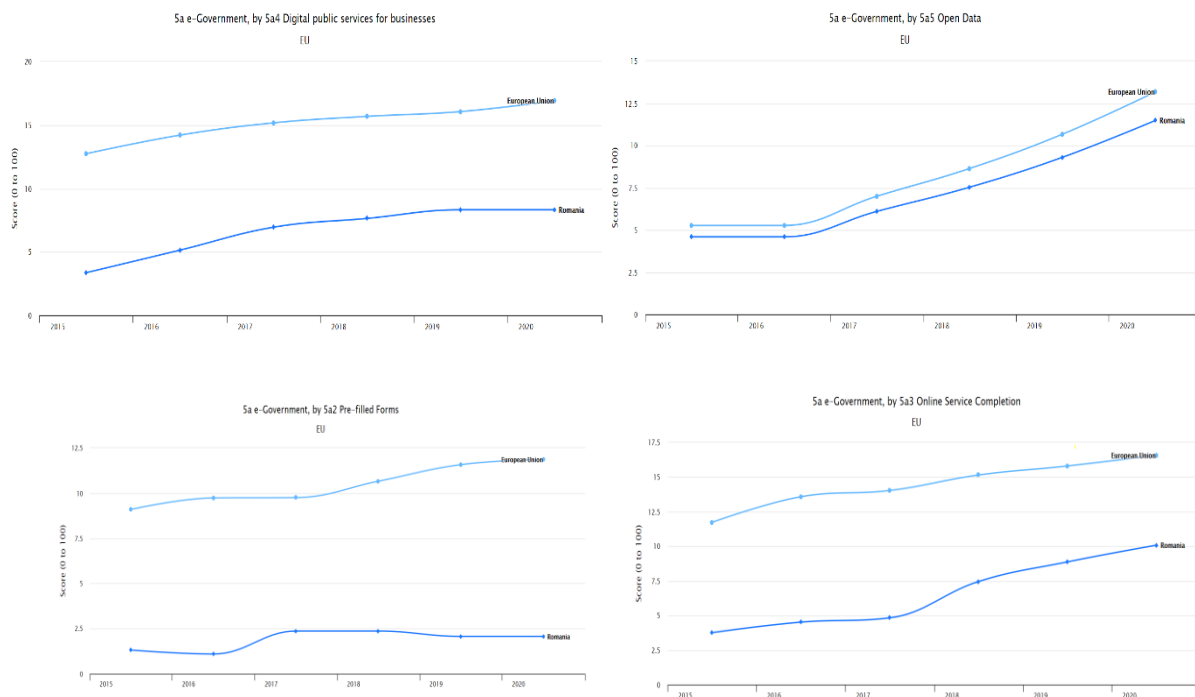 5a e-Government, by 5a4 Digital public services for businesses
EU
20
15
10
5
0
Score (0 to 100)
European Union
Romania
2015 2016 2017 2018 2019 2020
5a e-Government, by 5a5 Open Data
EU
15
12.5
10
7.5
5
2.5
0
Score (0 to 100)
European Union
Romania
2015 2016 2017 2018 2019 2020
5a e-Government, by 5a2 Pre-filled Forms
EU
12.5
10
7.5
5
2.5
0
Score (0 to 100)
European Union
Romania
2015 2016 2017 2018 2019 2020
5a e-Government, by 5a3 Online Service Completion
EU
17.5
15
12.5
10
7.5
5
2.5
0
Score (0 to 100)
European Union
Romania
2015 2016 2017 2018 2019 2020